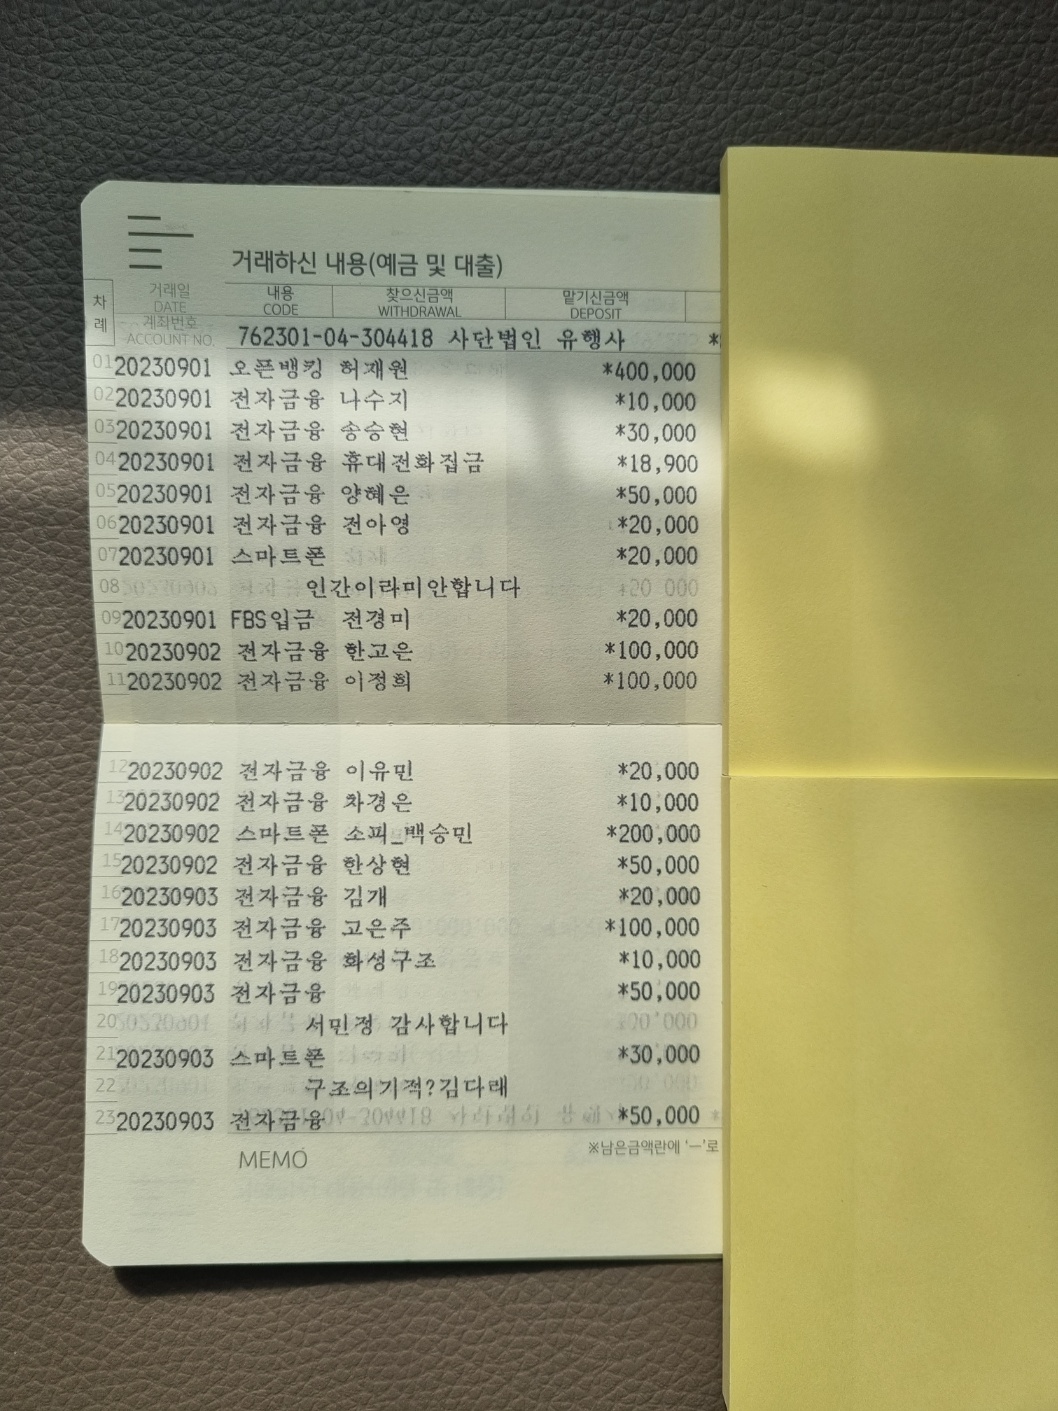 거래하신 내용(예금 및 대출)
차례 거래일 DATE 내용 CODE 찾으신금액 WITHDRAWAL 맡기신금액 DEPOSIT
계좌번호 ACCOUNT NO. 762301-04-304418 사단법인 유행사 *
01 20230901 오픈뱅킹 허재원 *400,000
02 20230901 전자금융 나수지 *10,000
03 20230901 전자금융 송승현 *30,000
04 20230901 전자금융 휴대전화집금 *18,900
05 20230901 전자금융 양혜은 *50,000
06 20230901 전자금융 전아영 *20,000
07 20230901 스마트폰 *20,000
08 인간이라미안합니다
09 20230901 FBS입금 전경미 *20,000
10 20230902 전자금융 한고은 *100,000
11 20230902 전자금융 이정희 *100,000
12 20230902 전자금융 이유민 *20,000
13 20230902 전자금융 차경은 *10,000
14 20230902 스마트폰 소피_백승민 *200,000
15 20230902 전자금융 한상현 *50,000
16 20230903 전자금융 김개 *20,000
17 20230903 전자금융 고은주 *100,000
18 20230903 전자금융 화성구조 *10,000
19 20230903 전자금융 *50,000
20 서민정 감사합니다
21 20230903 스마트폰 *30,000
22 구조의기적?김다래
23 20230903 전자금융 *50,000
※남은금액란에 '—'로
MEMO